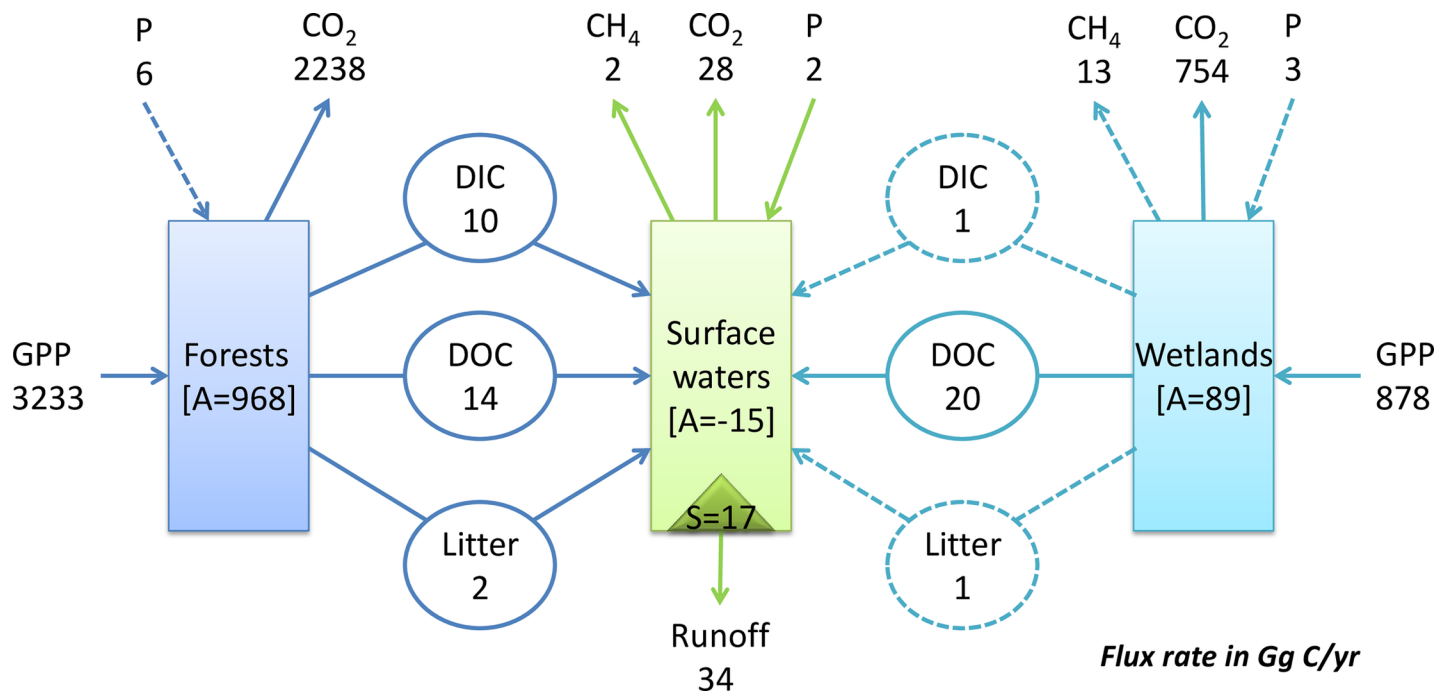 P
6
CO₂
2238
CH₄
2
CO₂
28
P
2
CH₄
13
CO₂
754
P
3
DIC
10
DIC
1
GPP
3233
Forests
[A=968]
DOC
14
Surface
waters
[A=-15]
DOC
20
Wetlands
[A=89]
GPP
878
S=17
Litter
2
Litter
1
Runoff
34
Flux rate in Gg C/yr